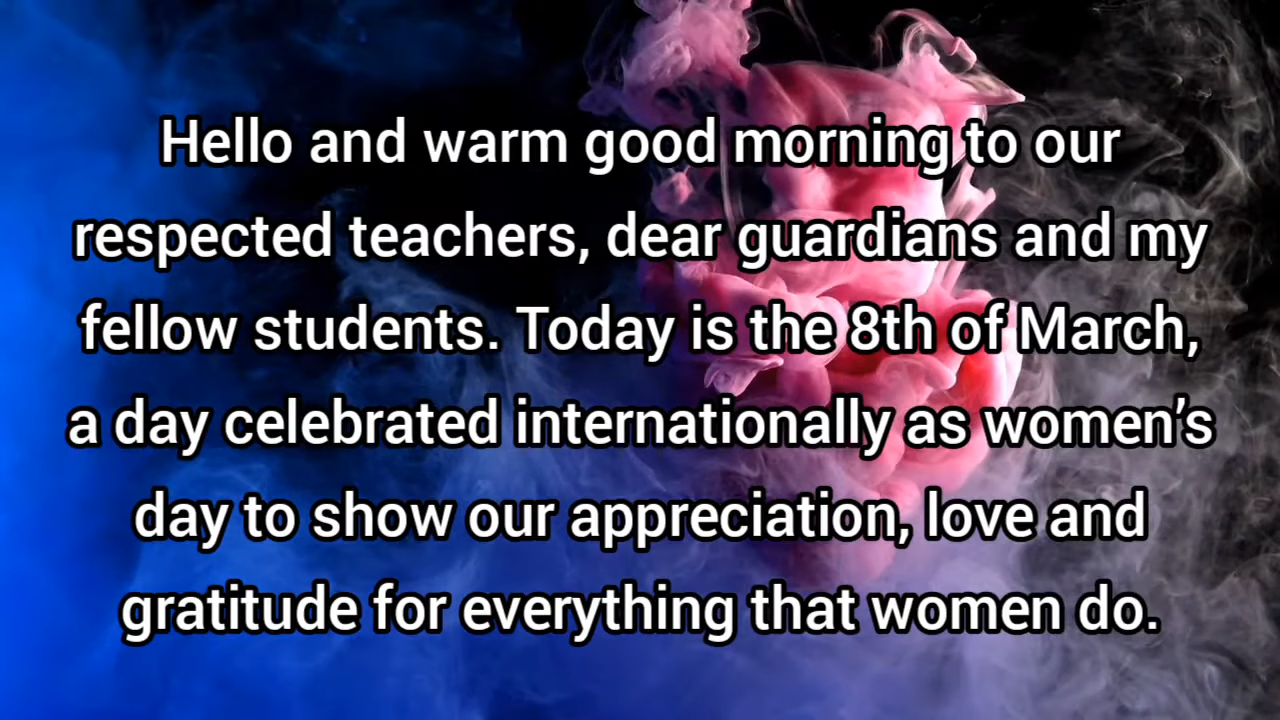 Hello and warm good morning to our
respected teachers, dear guardians and my
fellow students. Today is the 8th of March,
a day celebrated internationally as women’s
day to show our appreciation, love and
gratitude for everything that women do.